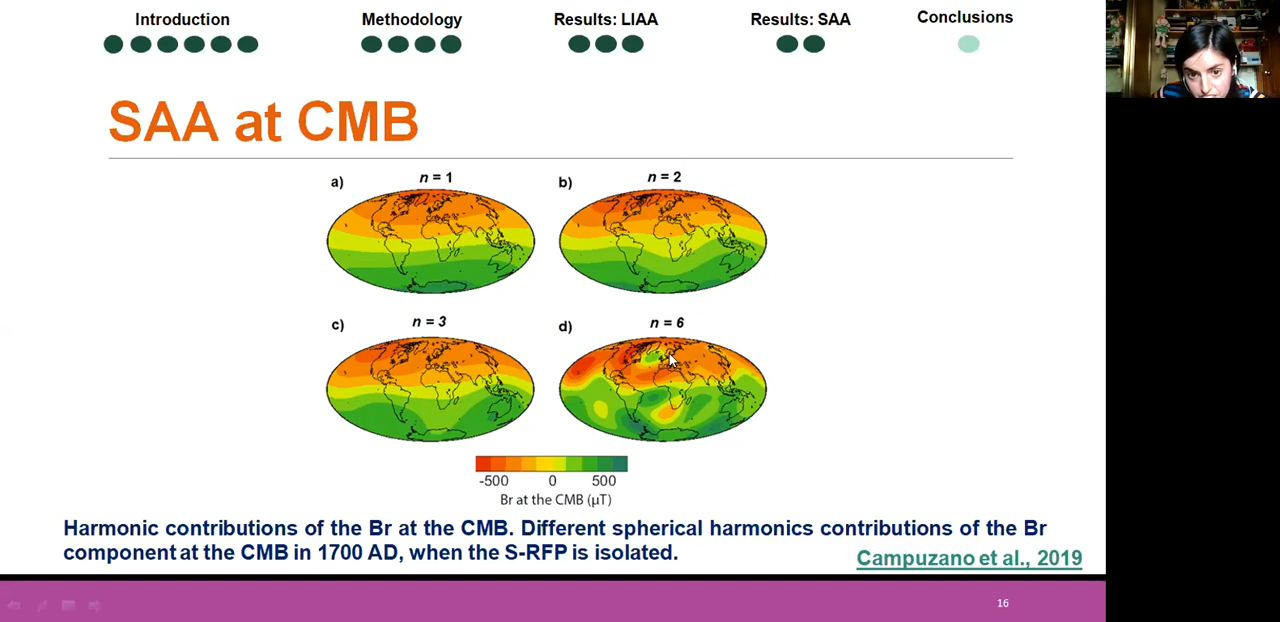 Introduction
Methodology
Results: LIAA
Results: SAA
Conclusions
SAA at CMB
a)
n = 1
b)
n = 2
c)
n = 3
d)
n = 6
-500
0
500
Br at the CMB (µT)
Harmonic contributions of the Br at the CMB. Different spherical harmonics contributions of the Br
component at the CMB in 1700 AD, when the S-RFP is isolated.
Campuzano et al., 2019
16